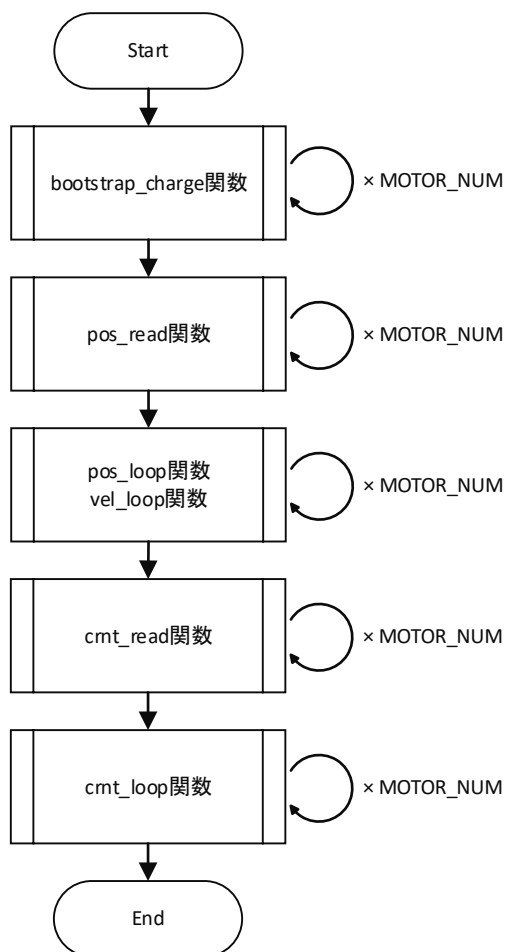 Start
bootstrap_charge関数
× MOTOR_NUM
pos_read関数
× MOTOR_NUM
pos_loop関数
vel_loop関数
× MOTOR_NUM
crnt_read関数
× MOTOR_NUM
crnt_loop関数
× MOTOR_NUM
End